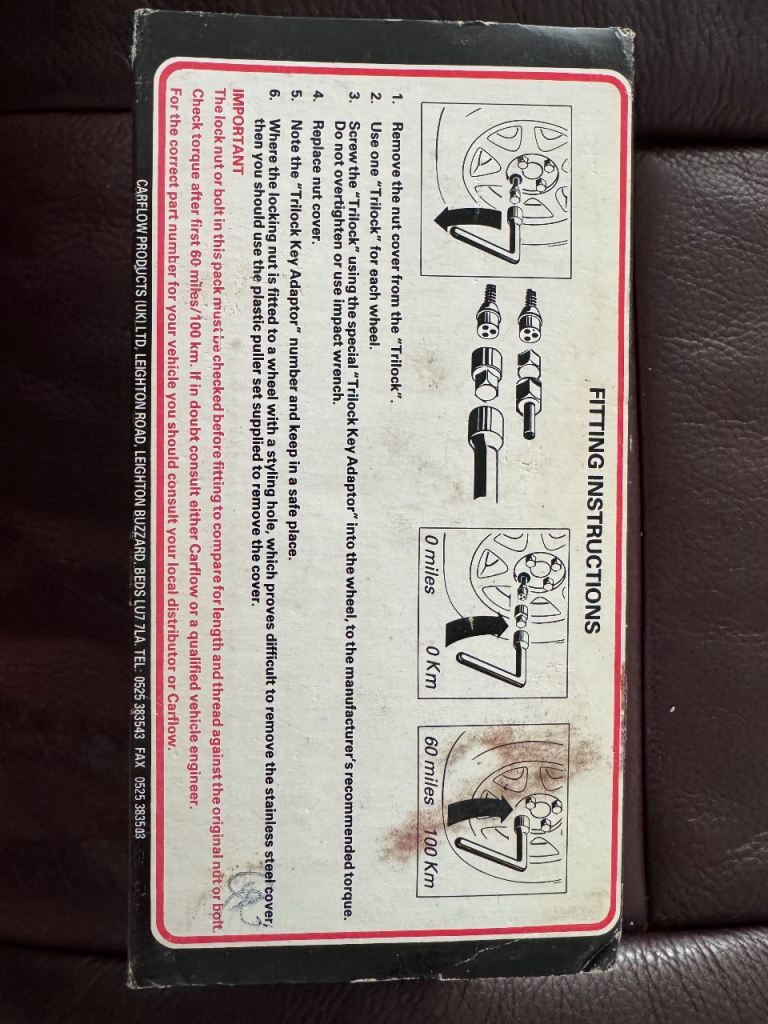 FITTING INSTRUCTIONS
0 miles 0 Km
60 miles 100 Km
1. Remove the nut cover from the "Trilock".
2. Use one "Trilock" for each wheel.
3. Screw the "Trilock" using the special "Trilock Key Adaptor" into the wheel, to the manufacturer's recommended torque.
Do not overtighten or use impact wrench.
4. Replace nut cover.
5. Note the "Trilock Key Adaptor" number and keep in a safe place.
6. Where the locking nut is fitted to a wheel with a styling hole, which proves difficult to remove the stainless steel cover,
then you should use the plastic puller set supplied to remove the cover.
IMPORTANT
The lock nut or bolt in this pack must be checked before fitting to compare for length and thread against the original nut or bolt.
Check torque after first 60 miles/100 km. If in doubt consult either Carflow or a qualified vehicle engineer.
For the correct part number for your vehicle you should consult your local distributor or Carflow.
CARFLOW PRODUCTS (UK) LTD, LEIGHTON ROAD, LEIGHTON BUZZARD, BEDS LU7 7LA. TEL: 0525 383543 FAX 0525 383503